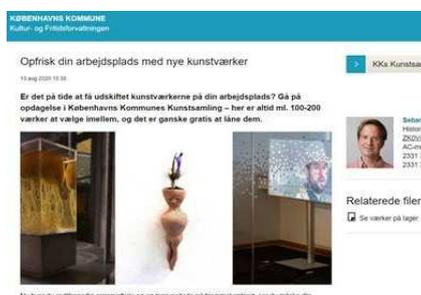 KØBENHAVNS KOMMUNE
Kultur- og Fritidsforvaltningen
Opfrisk din arbejdsplads med nye kunstværker
Er det på tide at få udskiftet kunstværkerne på din arbejdsplads? Gå på
opdagelse i Københavns Kommunes Kunstsamling – her er altid ml. 100-200
værker at vælge imellem, og det er ganske gratis at låne dem.
KKs Kunstsa
Relaterede filer
Se værker på lager